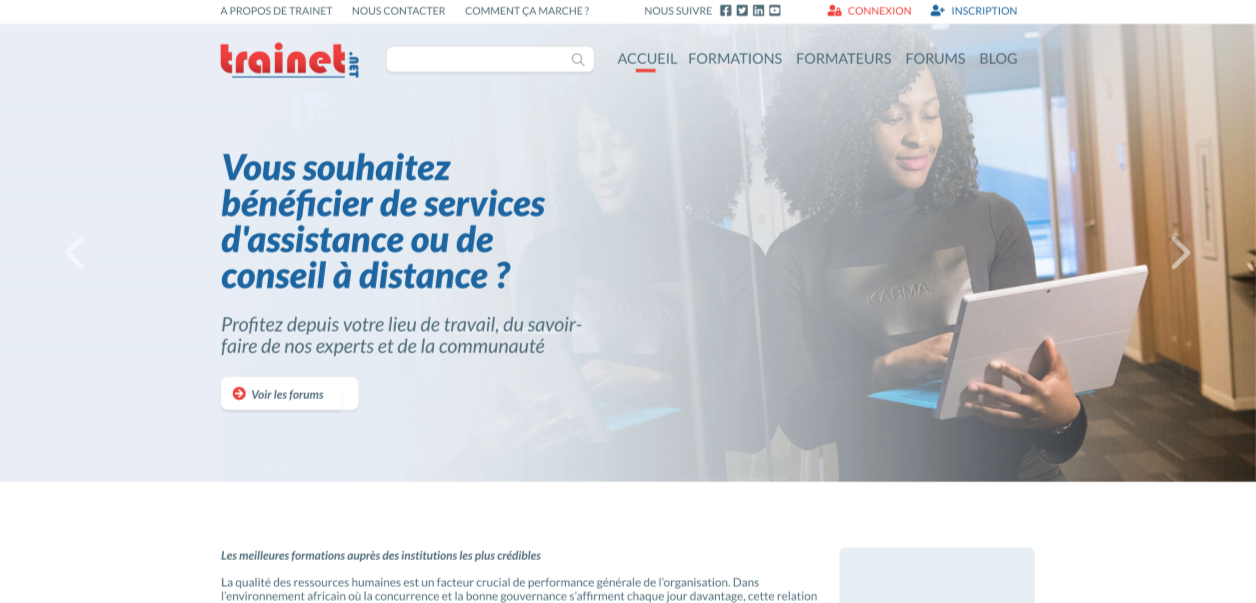 A PROPOS DE TRAINET NOUS CONTACTER COMMENT ÇA MARCHE ? NOUS SUIVRE CONNEXION INSCRIPTION
trainet.NET ACCUEIL FORMATIONS FORMATEURS FORUMS BLOG
Vous souhaitez
bénéficier de services
d'assistance ou de
conseil à distance ?
KARMA
Profitez depuis votre lieu de travail, du savoir-
faire de nos experts et de la communauté
Voir les forums
Les meilleures formations auprès des institutions les plus crédibles
La qualité des ressources humaines est un facteur crucial de performance générale de l'organisation. Dans
l'environnement africain où la concurrence et la bonne gouvernance s'affirment chaque jour davantage, cette relation